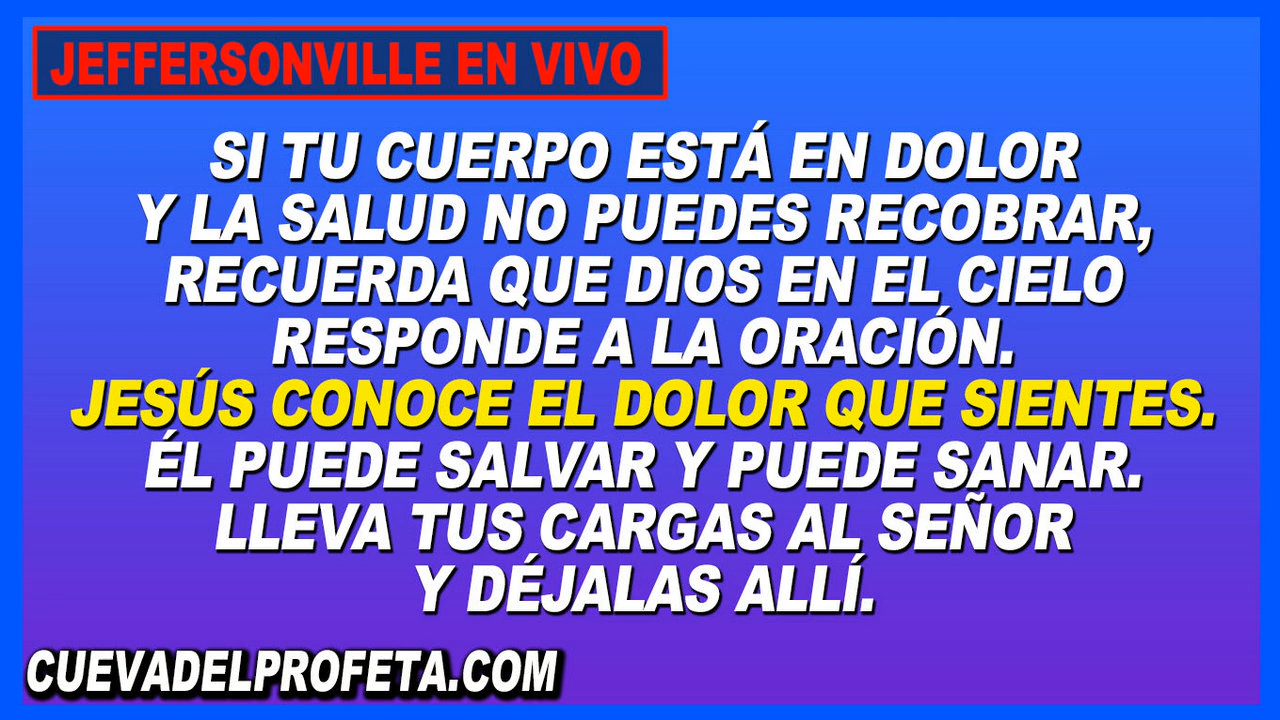 JEFFERSONVILLE EN VIVO
SI TU CUERPO ESTÁ EN DOLOR
Y LA SALUD NO PUEDES RECOBRAR,
RECUERDA QUE DIOS EN EL CIELO
RESPONDE A LA ORACIÓN.
JESÚS CONOCE EL DOLOR QUE SIENTES.
ÉL PUEDE SALVAR Y PUEDE SANAR.
LLEVA TUS CARGAS AL SEÑOR
Y DÉJALAS ALLÍ.
CUEVADELPROFETA.COM